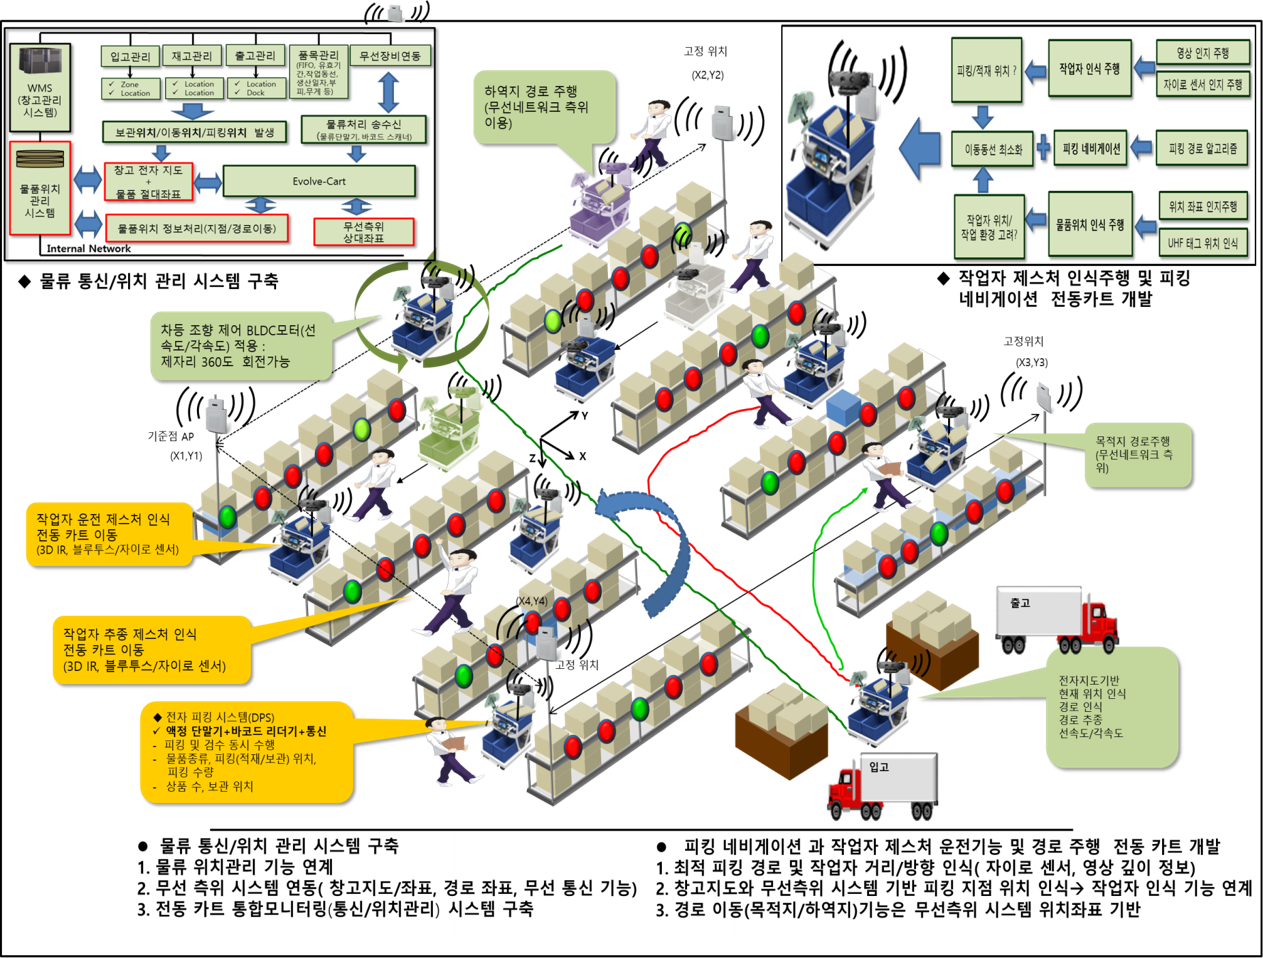 WMS
(창고관리
시스템)
입고관리
✓ Zone
✓ Location
재고관리
✓ Location
✓ Location
출고관리
✓ Location
✓ Dock
품목관리
(FIFO, 유효기
간,작업동선,
생산일자,부
피,무게 등)
무선장비연동
보관위치/이동위치/피킹위치 발생
물류처리 송수신
(물류단말기, 바코드 스캐너)
물품위치
관리
시스템
창고 전자 지도
+
물품 절대좌표
Evolve-Cart
물품위치 정보처리(지점/경로이동)
무선측위
상대좌표
Internal Network
◆ 물류 통신/위치 관리 시스템 구축
하역지 경로 주행
(무선네트워크 측위
이용)
고정 위치
(X2,Y2)
피킹/적재 위치 ?
작업자 인식 주행
영상 인지 주행
자이로 센서 인지 주행
이동동선 최소화
피킹 네비게이션
피킹 경로 알고리즘
작업자 위치/
작업 환경 고려?
물품위치 인식 주행
위치 좌표 인지주행
UHF 태그 위치 인식
◆ 작업자 제스처 인식주행 및 피킹
네비게이션 전동카트 개발
차등 조향 제어 BLDC모터(선
속도/각속도) 적용 :
제자리 360도 회전가능
고정위치
(X3,Y3)
기준점 AP
(X1,Y1)
Y
X
Z
목적지 경로주행
(무선네트워크 측
위)
작업자 운전 제스처 인식
전동 카트 이동
(3D IR, 블루투스/자이로 센서)
작업자 추종 제스처 인식
전동 카트 이동
(3D IR, 블루투스/자이로 센서)
(X4,Y4)
고정 위치
출고
전자지도기반
현재 위치 인식
경로 인식
경로 추종
선속도/각속도
◆ 전자 피킹 시스템(DPS)
✓ 액정 단말기+바코드 리더기+통신
- 피킹 및 검수 동시 수행
- 물품종류, 피킹(적재/보관) 위치,
피킹 수량
- 상품 수, 보관 위치
입고
● 물류 통신/위치 관리 시스템 구축
1. 물류 위치관리 기능 연계
2. 무선 측위 시스템 연동( 창고지도/좌표, 경로 좌표, 무선 통신 기능)
3. 전동 카트 통합모니터링(통신/위치관리) 시스템 구축
● 피킹 네비게이션 과 작업자 제스처 운전기능 및 경로 주행 전동 카트 개발
1. 최적 피킹 경로 및 작업자 거리/방향 인식( 자이로 센서, 영상 깊이 정보)
2. 창고지도와 무선측위 시스템 기반 피킹 지점 위치 인식→ 작업자 인식 기능 연계
3. 경로 이동(목적지/하역지)기능은 무선측위 시스템 위치좌표 기반